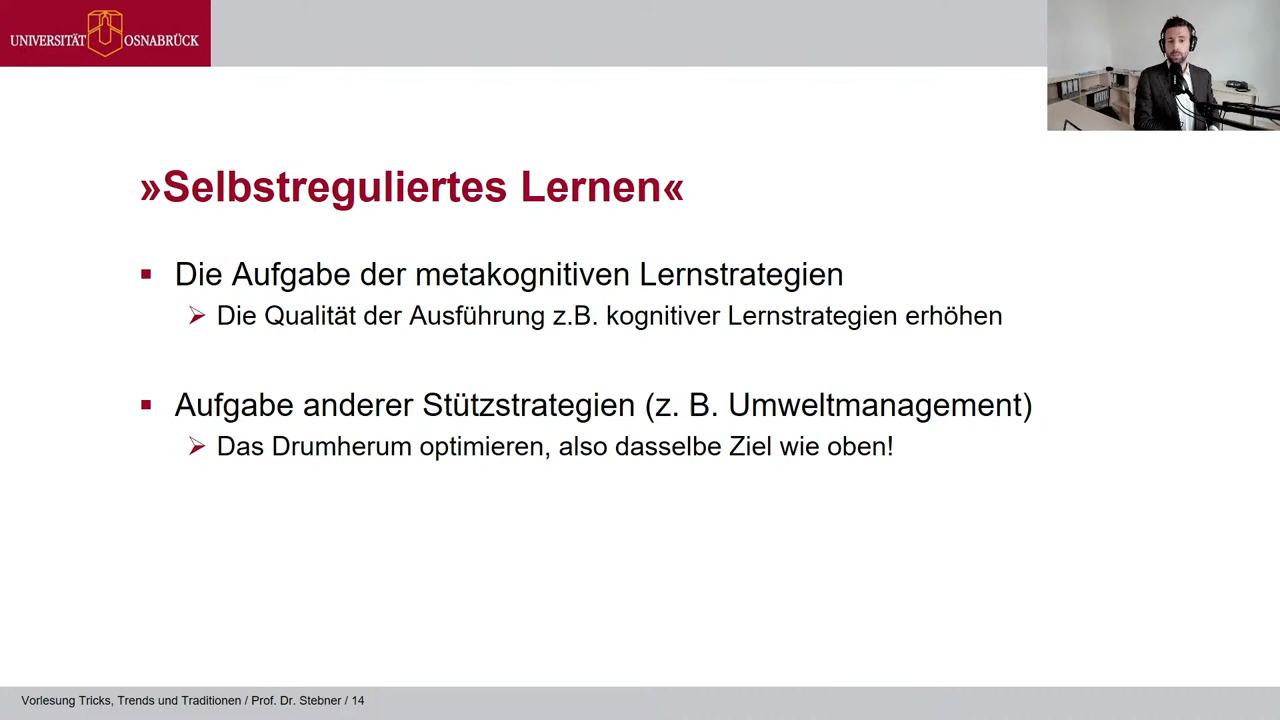 UNIVERSITÄT OSNABRÜCK
»Selbstreguliertes Lernen«
Die Aufgabe der metakognitiven Lernstrategien
Die Qualität der Ausführung z.B. kognitiver Lernstrategien erhöhen
Aufgabe anderer Stützstrategien (z. B. Umweltmanagement)
Das Drumherum optimieren, also dasselbe Ziel wie oben!
Vorlesung Tricks, Trends und Traditionen / Prof. Dr. Stebner / 14